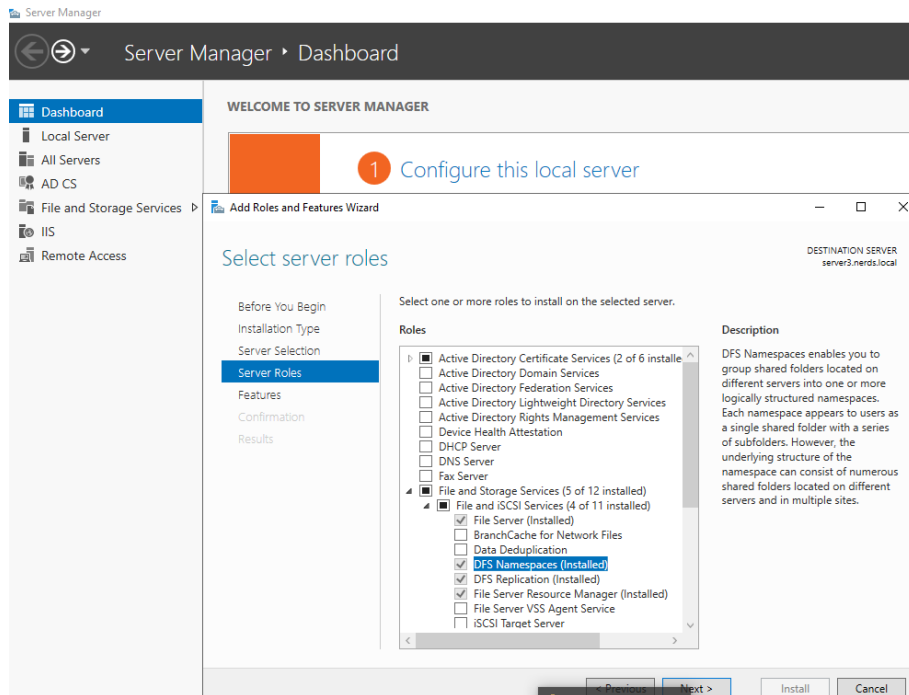 Server Manager
Server Manager • Dashboard
Dashboard
Local Server
All Servers
AD CS
File and Storage Services
IIS
Remote Access
WELCOME TO SERVER MANAGER
1 Configure this local server
Add Roles and Features Wizard
Select server roles
DESTINATION SERVER
server3.nerds.local
Before You Begin
Installation Type
Server Selection
Server Roles
Features
Confirmation
Results
Select one or more roles to install on the selected server.
Roles
Active Directory Certificate Services (2 of 6 installe
Active Directory Domain Services
Active Directory Federation Services
Active Directory Lightweight Directory Services
Active Directory Rights Management Services
Device Health Attestation
DHCP Server
DNS Server
Fax Server
File and Storage Services (5 of 12 installed)
File and iSCSI Services (4 of 11 installed)
File Server (Installed)
BranchCache for Network Files
Data Deduplication
DFS Namespaces (Installed)
DFS Replication (Installed)
File Server Resource Manager (Installed)
File Server VSS Agent Service
iSCSI Target Server
Description
DFS Namespaces enables you to
group shared folders located on
different servers into one or more
logically structured namespaces.
Each namespace appears to users as
a single shared folder with a series
of subfolders. However, the
underlying structure of the
namespace can consist of numerous
shared folders located on different
servers and in multiple sites.
< Previous
Next >
Install
Cancel